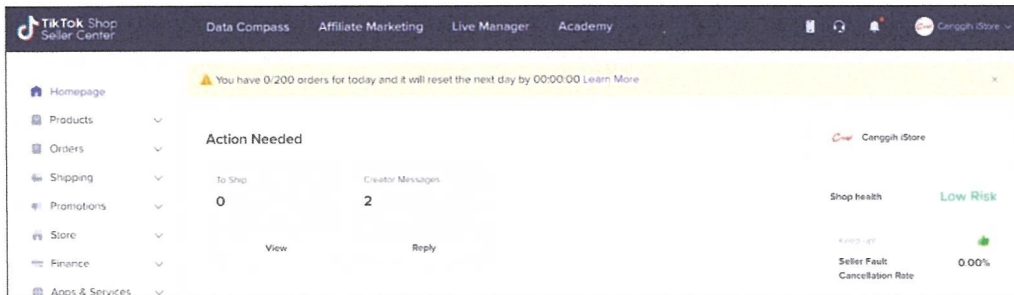 TikTok Shop
Seller Center
Data Compass Affiliate Marketing Live Manager Academy
Canggih iStore
You have 0/200 orders for today and it will reset the next day by 00:00:00 Learn More
Homepage
Products
Orders
Shipping
Promotions
Store
Finance
Apps & Services
Action Needed
To Ship
0
View
Creator Messages
2
Reply
Canggih iStore
Shop health Low Risk
Keep up!
Seller Fault
Cancellation Rate
0.00%